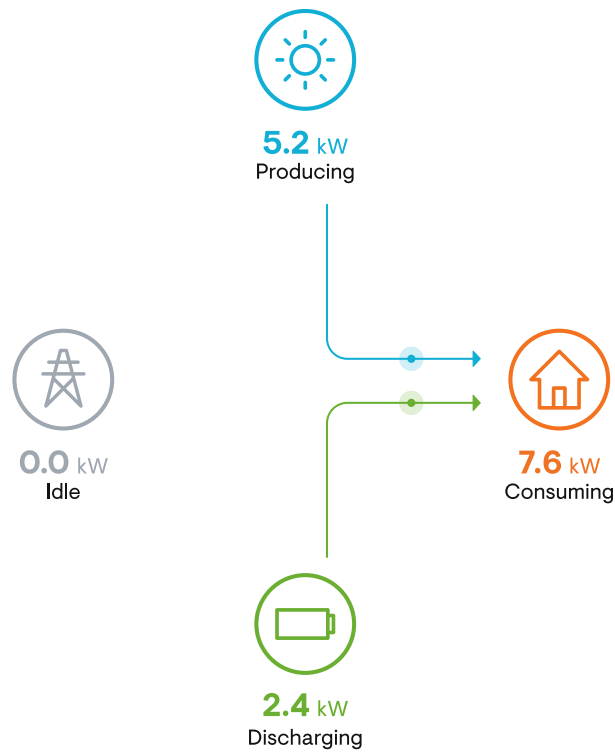 5.2 kW
Producing
0.0 kW
Idle
7.6 kW
Consuming
2.4 kW
Discharging